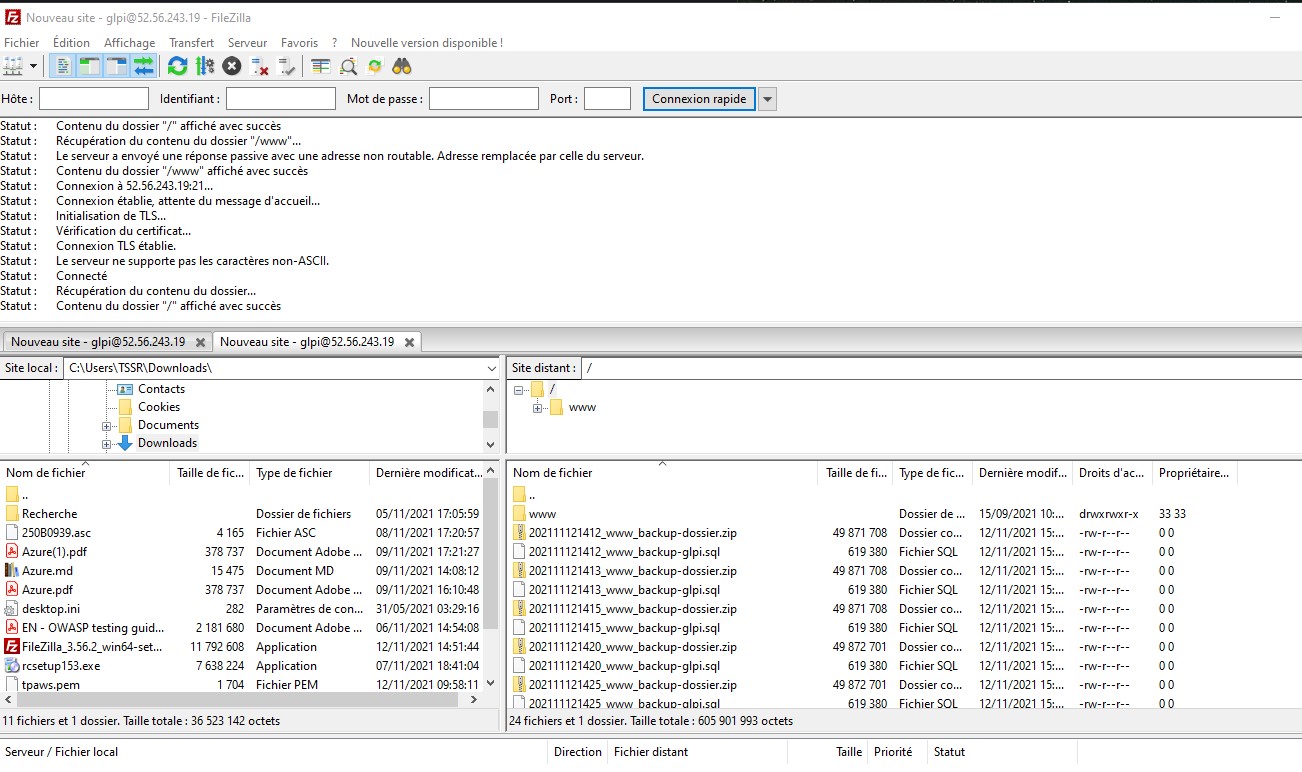 Nouveau site - glpi@52.56.243.19 - FileZilla
Fichier Édition Affichage Transfert Serveur Favoris ? Nouvelle version disponible !
Hôte : Identifiant : Mot de passe : Port : Connexion rapide
Statut : Contenu du dossier "/" affiché avec succès
Statut : Récupération du contenu du dossier "/www"...
Statut : Le serveur a envoyé une réponse passive avec une adresse non routable. Adresse remplacée par celle du serveur.
Statut : Contenu du dossier "/www" affiché avec succès
Statut : Connexion à 52.56.243.19:21...
Statut : Connexion établie, attente du message d'accueil...
Statut : Initialisation de TLS...
Statut : Vérification du certificat...
Statut : Connexion TLS établie.
Statut : Le serveur ne supporte pas les caractères non-ASCII.
Statut : Connecté
Statut : Récupération du contenu du dossier...
Statut : Contenu du dossier "/" affiché avec succès
Nouveau site - glpi@52.56.243.19 Nouveau site - glpi@52.56.243.19
Site local : C:\Users\TSSR\Downloads\
Contacts
Cookies
Documents
Downloads
Nom de fichier Taille de fic... Type de fichier Dernière modificat...
..
Recherche Dossier de fichiers 05/11/2021 17:05:59
250B0939.asc 4 165 Fichier ASC 08/11/2021 17:20:57
Azure(1).pdf 378 737 Document Adobe ... 09/11/2021 17:21:27
Azure.md 15 475 Document MD 09/11/2021 14:08:12
Azure.pdf 378 737 Document Adobe ... 09/11/2021 16:10:48
desktop.ini 282 Paramètres de con... 31/05/2021 03:29:16
EN - OWASP testing guid... 2 181 680 Document Adobe ... 06/11/2021 14:54:08
FileZilla_3.56.2_win64-set... 11 792 608 Application 12/11/2021 14:51:44
rcsetup153.exe 7 638 224 Application 07/11/2021 18:41:04
tpaws.pem 1 704 Fichier PEM 12/11/2021 09:58:11
11 fichiers et 1 dossier. Taille totale : 36 523 142 octets
Site distant : /
/
www
Nom de fichier Taille de fi... Type de fic... Dernière modif... Droits d'ac... Propriétaire...
..
www Dossier de ... 15/09/2021 10:... drwxrwxr-x 33 33
202111121412_www_backup-dossier.zip 49 871 708 Dossier co... 12/11/2021 15:... -rw-r--r-- 0 0
202111121412_www_backup-glpi.sql 619 380 Fichier SQL 12/11/2021 15:... -rw-r--r-- 0 0
202111121413_www_backup-dossier.zip 49 871 708 Dossier co... 12/11/2021 15:... -rw-r--r-- 0 0
202111121413_www_backup-glpi.sql 619 380 Fichier SQL 12/11/2021 15:... -rw-r--r-- 0 0
202111121415_www_backup-dossier.zip 49 871 708 Dossier co... 12/11/2021 15:... -rw-r--r-- 0 0
202111121415_www_backup-glpi.sql 619 380 Fichier SQL 12/11/2021 15:... -rw-r--r-- 0 0
202111121420_www_backup-dossier.zip 49 872 701 Dossier co... 12/11/2021 15:... -rw-r--r-- 0 0
202111121420_www_backup-glpi.sql 619 380 Fichier SQL 12/11/2021 15:... -rw-r--r-- 0 0
202111121425_www_backup-dossier.zip 49 872 701 Dossier co... 12/11/2021 15:... -rw-r--r-- 0 0
202111121425_www_backup-glpi.sql 619 380 Fichier SQL 12/11/2021 15:... -rw-r--r-- 0 0
24 fichiers et 1 dossier. Taille totale : 605 901 993 octets
Serveur / Fichier local Direction Fichier distant Taille Priorité Statut